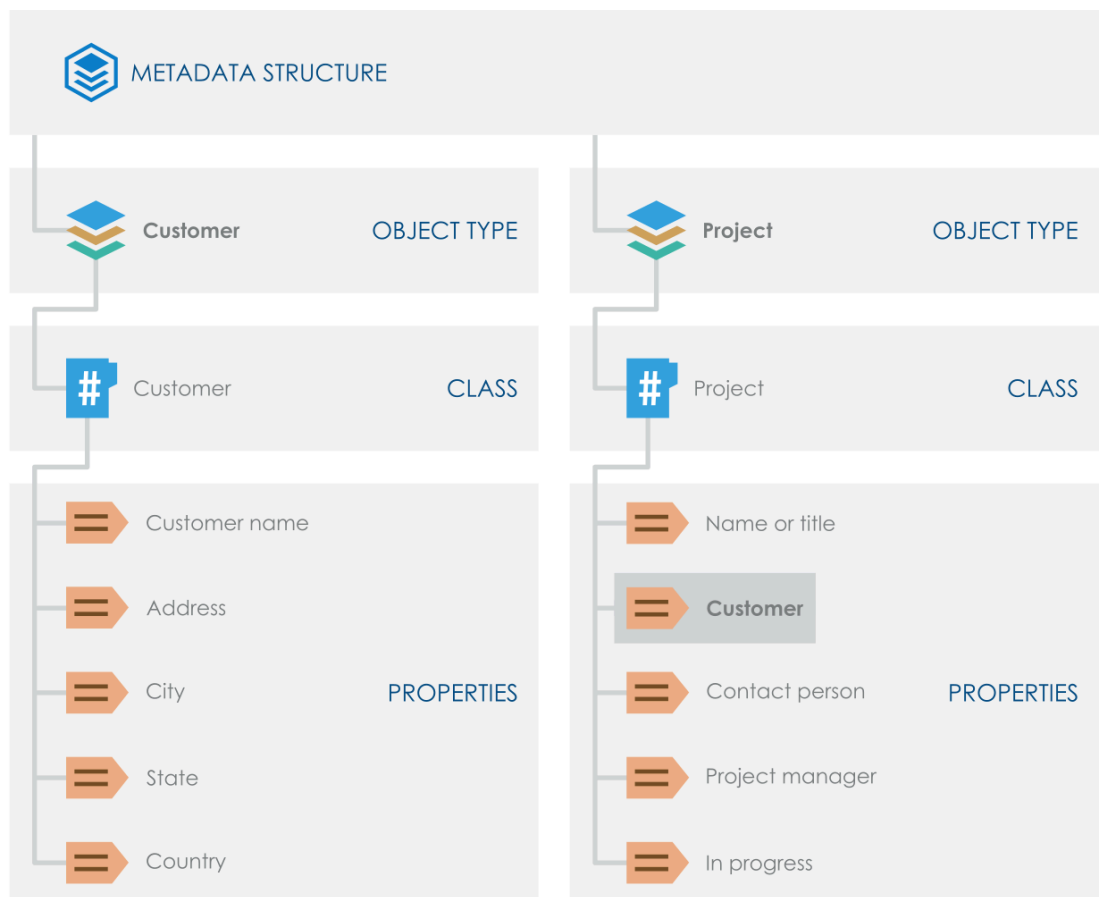 METADATA STRUCTURE
Customer OBJECT TYPE
# Customer CLASS
Customer name
Address
City PROPERTIES
State
Country
Project OBJECT TYPE
# Project CLASS
Name or title
Customer
Contact person PROPERTIES
Project manager
In progress